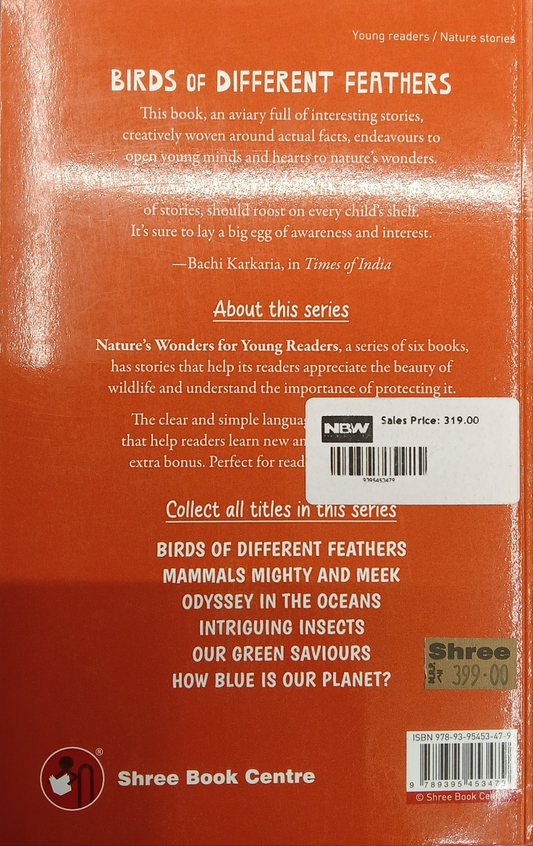 Young readers / Nature stories
BIRDS OF DIFFERENT FEATHERS
This book, an aviary full of interesting stories,
creatively woven around actual facts, endeavours to
open young minds and hearts to nature's wonders.
of stories, should roost on every child's shelf.
It's sure to lay a big egg of awareness and interest.
—Bachi Karkaria, in Times of India
About this series
Nature's Wonders for Young Readers, a series of six books,
has stories that help its readers appreciate the beauty of
wildlife and understand the importance of protecting it.
The clear and simple
that help readers learn new
extra bonus. Perfect for
NBW
Sales Price: 319.00
9395453479
Collect all titles in this series
BIRDS OF DIFFERENT FEATHERS
MAMMALS MIGHTY AND MEEK
ODYSSEY IN THE OCEANS
INTRIGUING INSECTS
OUR GREEN SAVIOURS
HOW BLUE IS OUR PLANET?
Shree
M.R.P.
399-00
ISBN 978-93-95453-47-9
9 789395 45347
© Shree Book
®
Shree Book Centre